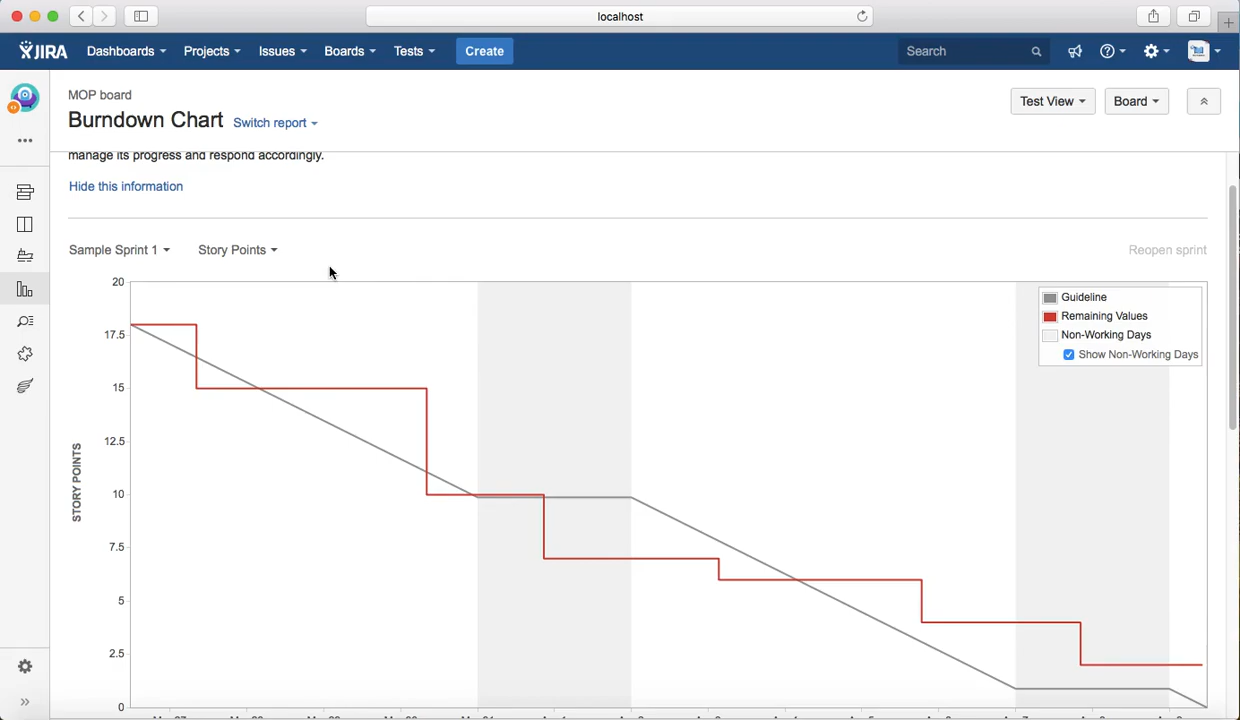 localhost
JIRA Dashboards Projects Issues Boards Tests Create Search
MOP board
Burndown Chart Switch report
Test View Board
manage its progress and respond accordingly.
Hide this information
Sample Sprint 1 Story Points Reopen sprint
20
17.5
15
12.5
10
7.5
5
2.5
0
STORY POINTS
Guideline
Remaining Values
Non-Working Days
Show Non-Working Days